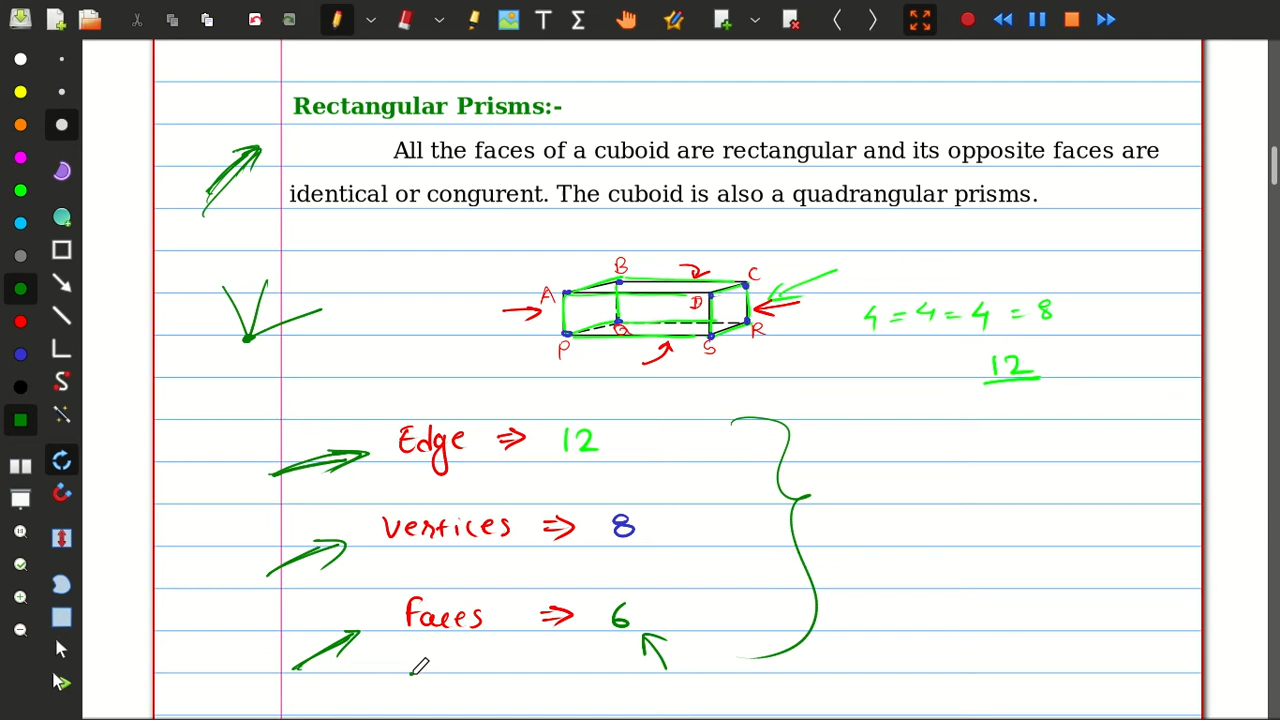 Rectangular Prisms:-
All the faces of a cuboid are rectangular and its opposite faces are
identical or congurent. The cuboid is also a quadrangular prisms.
B
C
A
D
Q
R
P
S
4 = 4 = 4 = 8
12
Edge ⇒ 12
Vertices ⇒ 8
Faces ⇒ 6